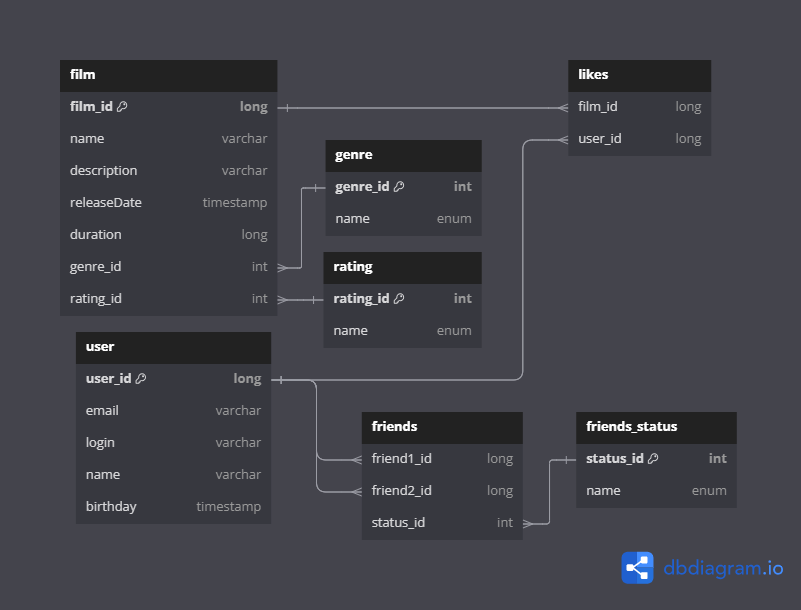 film
film_id long
name varchar
description varchar
releaseDate timestamp
duration long
genre_id int
rating_id int
likes
film_id long
user_id long
genre
genre_id int
name enum
rating
rating_id int
name enum
user
user_id long
email varchar
login varchar
name varchar
birthday timestamp
friends
friend1_id long
friend2_id long
status_id int
friends_status
status_id int
name enum
dbdiagram.io